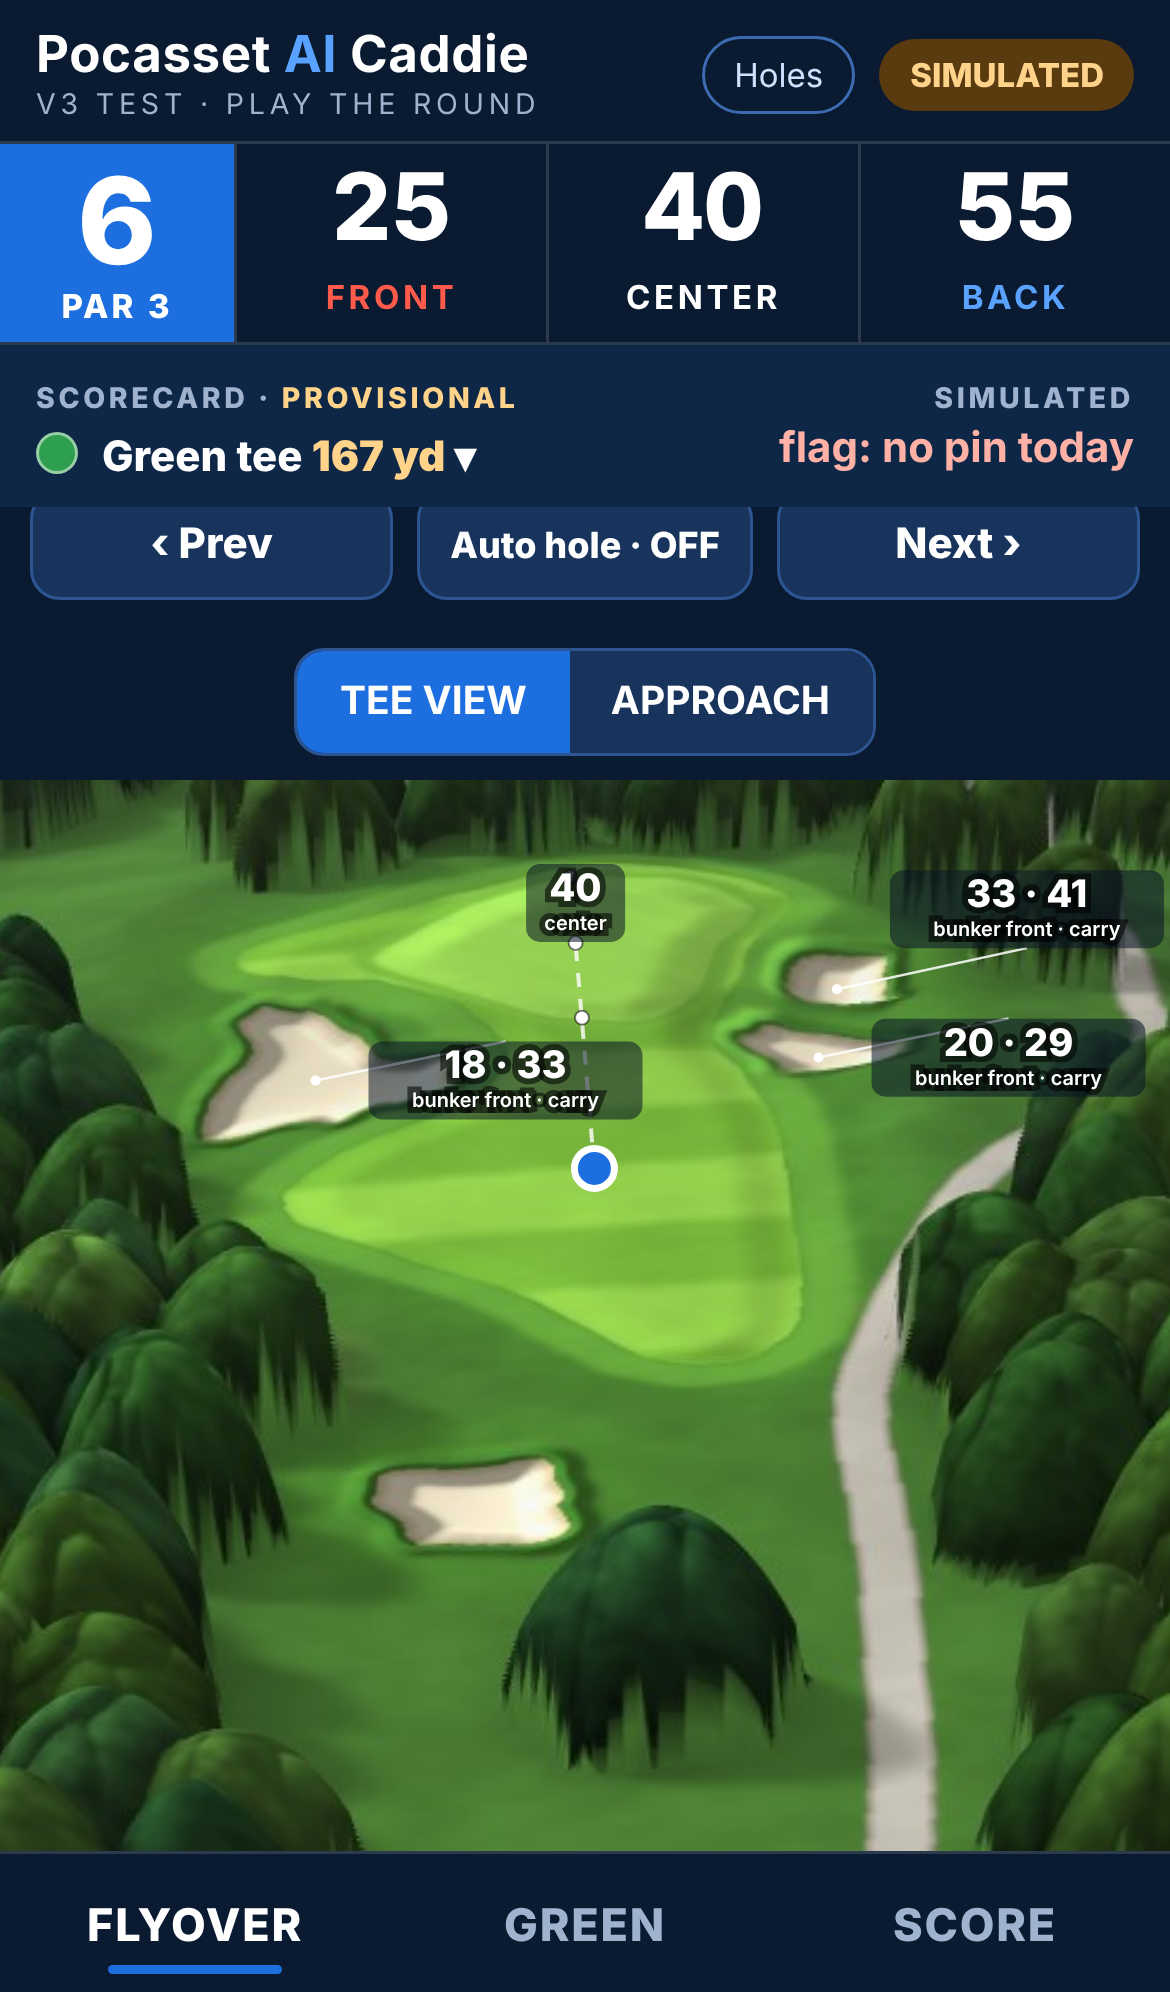 Pocasset AI Caddie
V3 TEST · PLAY THE ROUND
Holes
SIMULATED
6
PAR 3
25
FRONT
40
CENTER
55
BACK
SCORECARD · PROVISIONAL
Green tee 167 yd ▼
SIMULATED
flag: no pin today
‹ Prev
Auto hole · OFF
Next ›
TEE VIEW
APPROACH
40
center
33 · 41
bunker front · carry
20 · 29
bunker front · carry
18 · 33
bunker front · carry
FLYOVER
GREEN
SCORE